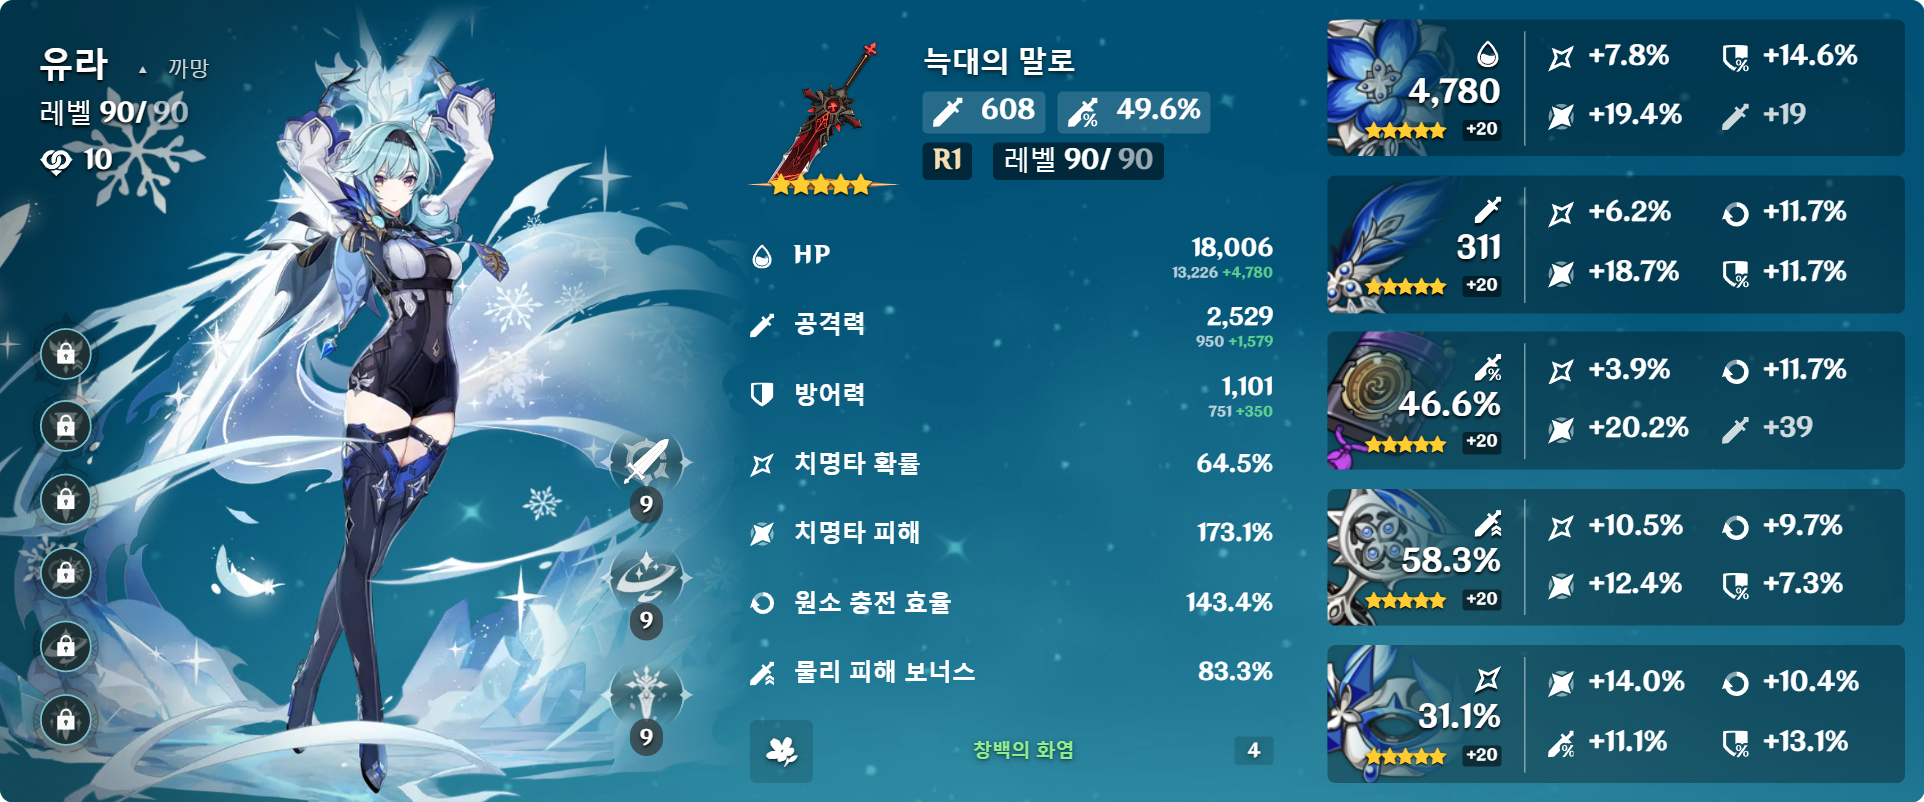 유라 ▲ 까망
레벨 90/ 90
10
9
9
9
늑대의 말로
608 49.6%
R1 레벨 90/ 90
HP 18,006
13,226 +4,780
공격력 2,529
950 +1,579
방어력 1,101
751 +350
치명타 확률 64.5%
치명타 피해 173.1%
원소 충전 효율 143.4%
물리 피해 보너스 83.3%
창백의 화염 4
4,780
+20
+7.8% +14.6%
+19.4% +19
311
+20
+6.2% +11.7%
+18.7% +11.7%
46.6%
+20
+3.9% +11.7%
+20.2% +39
58.3%
+20
+10.5% +9.7%
+12.4% +7.3%
31.1%
+20
+14.0% +10.4%
+11.1% +13.1%